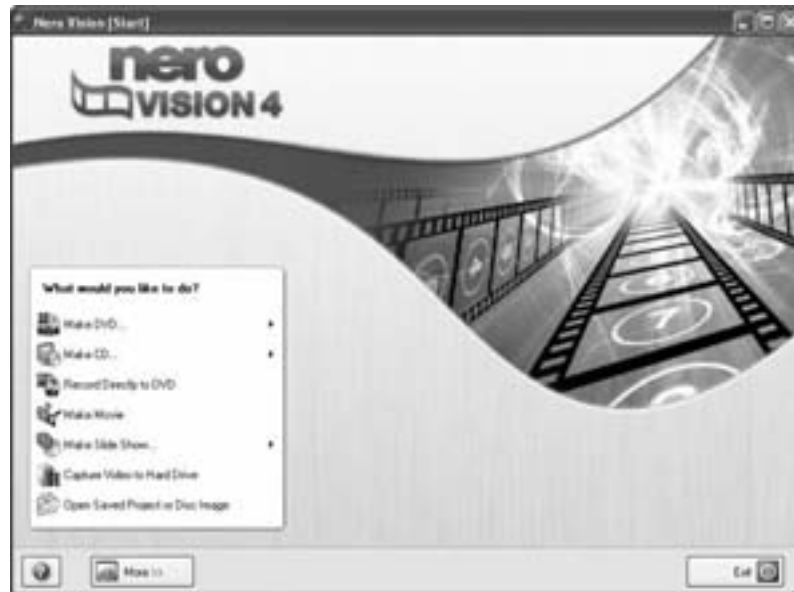 Nero Vision [Start]
nero
VISION 4
What would you like to do?
Make DVD...
Make CD...
Record Directly to DVD
Make Movie
Make Slide Show...
Capture Video to Hard Drive
Open Saved Project or Disc Image
More >>
Exit